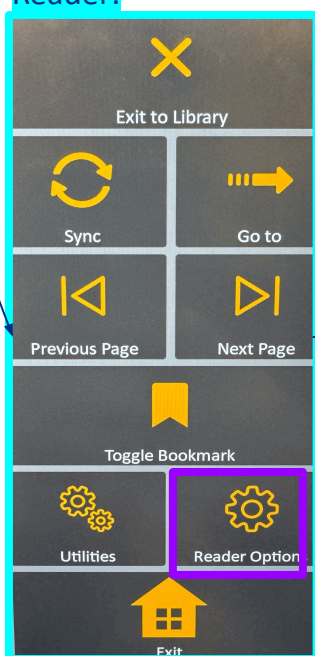 Reader:
Exit to Library
Sync
Go to
Previous Page
Next Page
Toggle Bookmark
Utilities
Reader Option
Exit